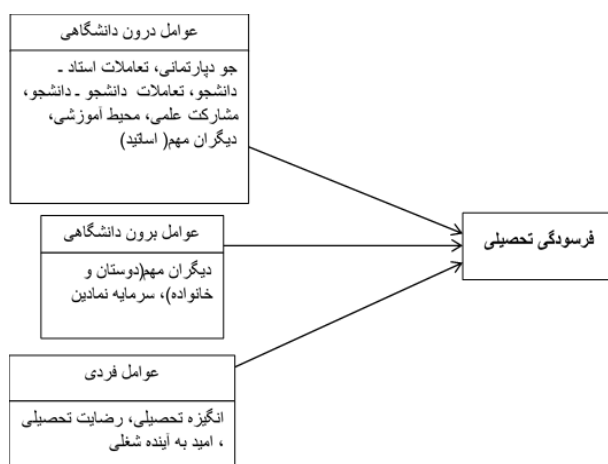 عوامل درون دانشگاهی
جو دپارتمانی، تعاملات استاد ـ
دانشجو، تعاملات دانشجو ـ دانشجو،
مشارکت علمی، محیط آموزشی،
دیگران مهم( اساتید)
عوامل برون دانشگاهی
دیگران مهم(دوستان و
خانواده)، سرمایه نمادین
عوامل فردی
انگیزه تحصیلی، رضایت تحصیلی
، امید به آینده شغلی
فرسودگی تحصیلی